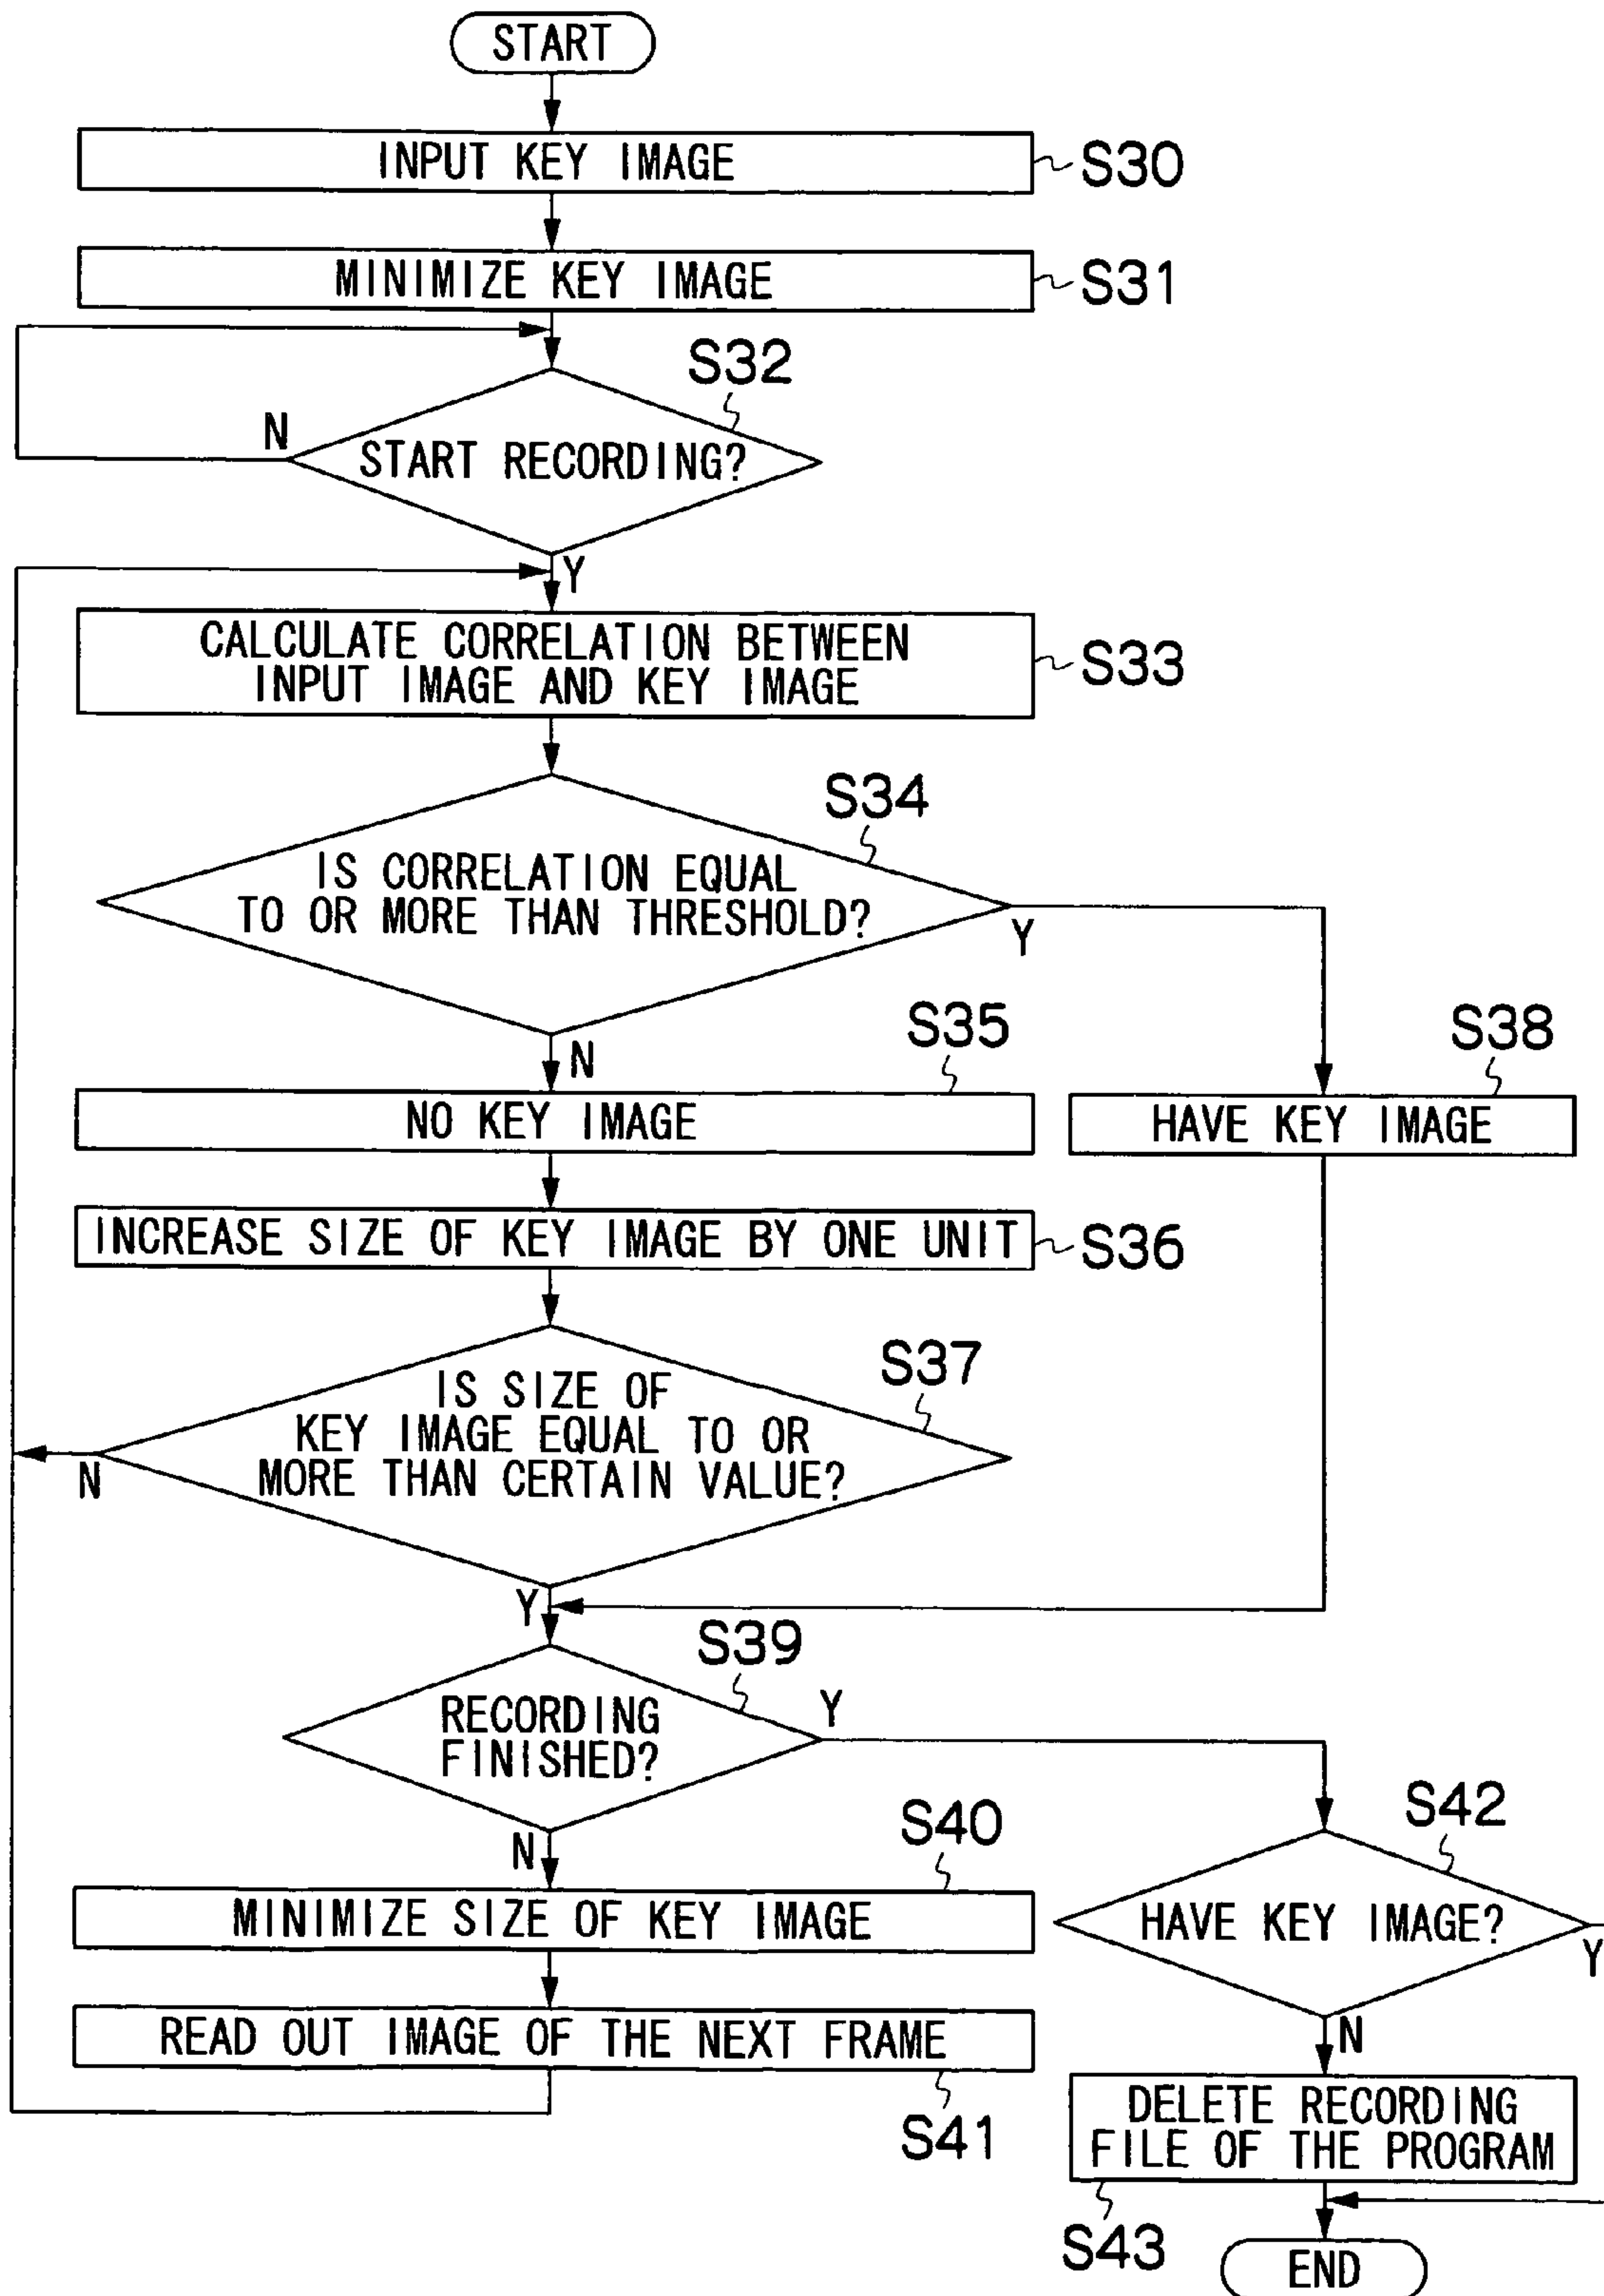 START
INPUT KEY IMAGE
S30
MINIMIZE KEY IMAGE
S31
S32
N
START RECORDING?
Y
CALCULATE CORRELATION BETWEEN
INPUT IMAGE AND KEY IMAGE
S33
S34
IS CORRELATION EQUAL
TO OR MORE THAN THRESHOLD?
Y
N
S35
NO KEY IMAGE
S38
HAVE KEY IMAGE
INCREASE SIZE OF KEY IMAGE BY ONE UNIT
S36
S37
IS SIZE OF
KEY IMAGE EQUAL TO OR
MORE THAN CERTAIN VALUE?
N
Y
S39
RECORDING
FINISHED?
Y
N
S40
MINIMIZE SIZE OF KEY IMAGE
S42
HAVE KEY IMAGE?
Y
N
READ OUT IMAGE OF THE NEXT FRAME
S41
DELETE RECORDING
FILE OF THE PROGRAM
S43
END